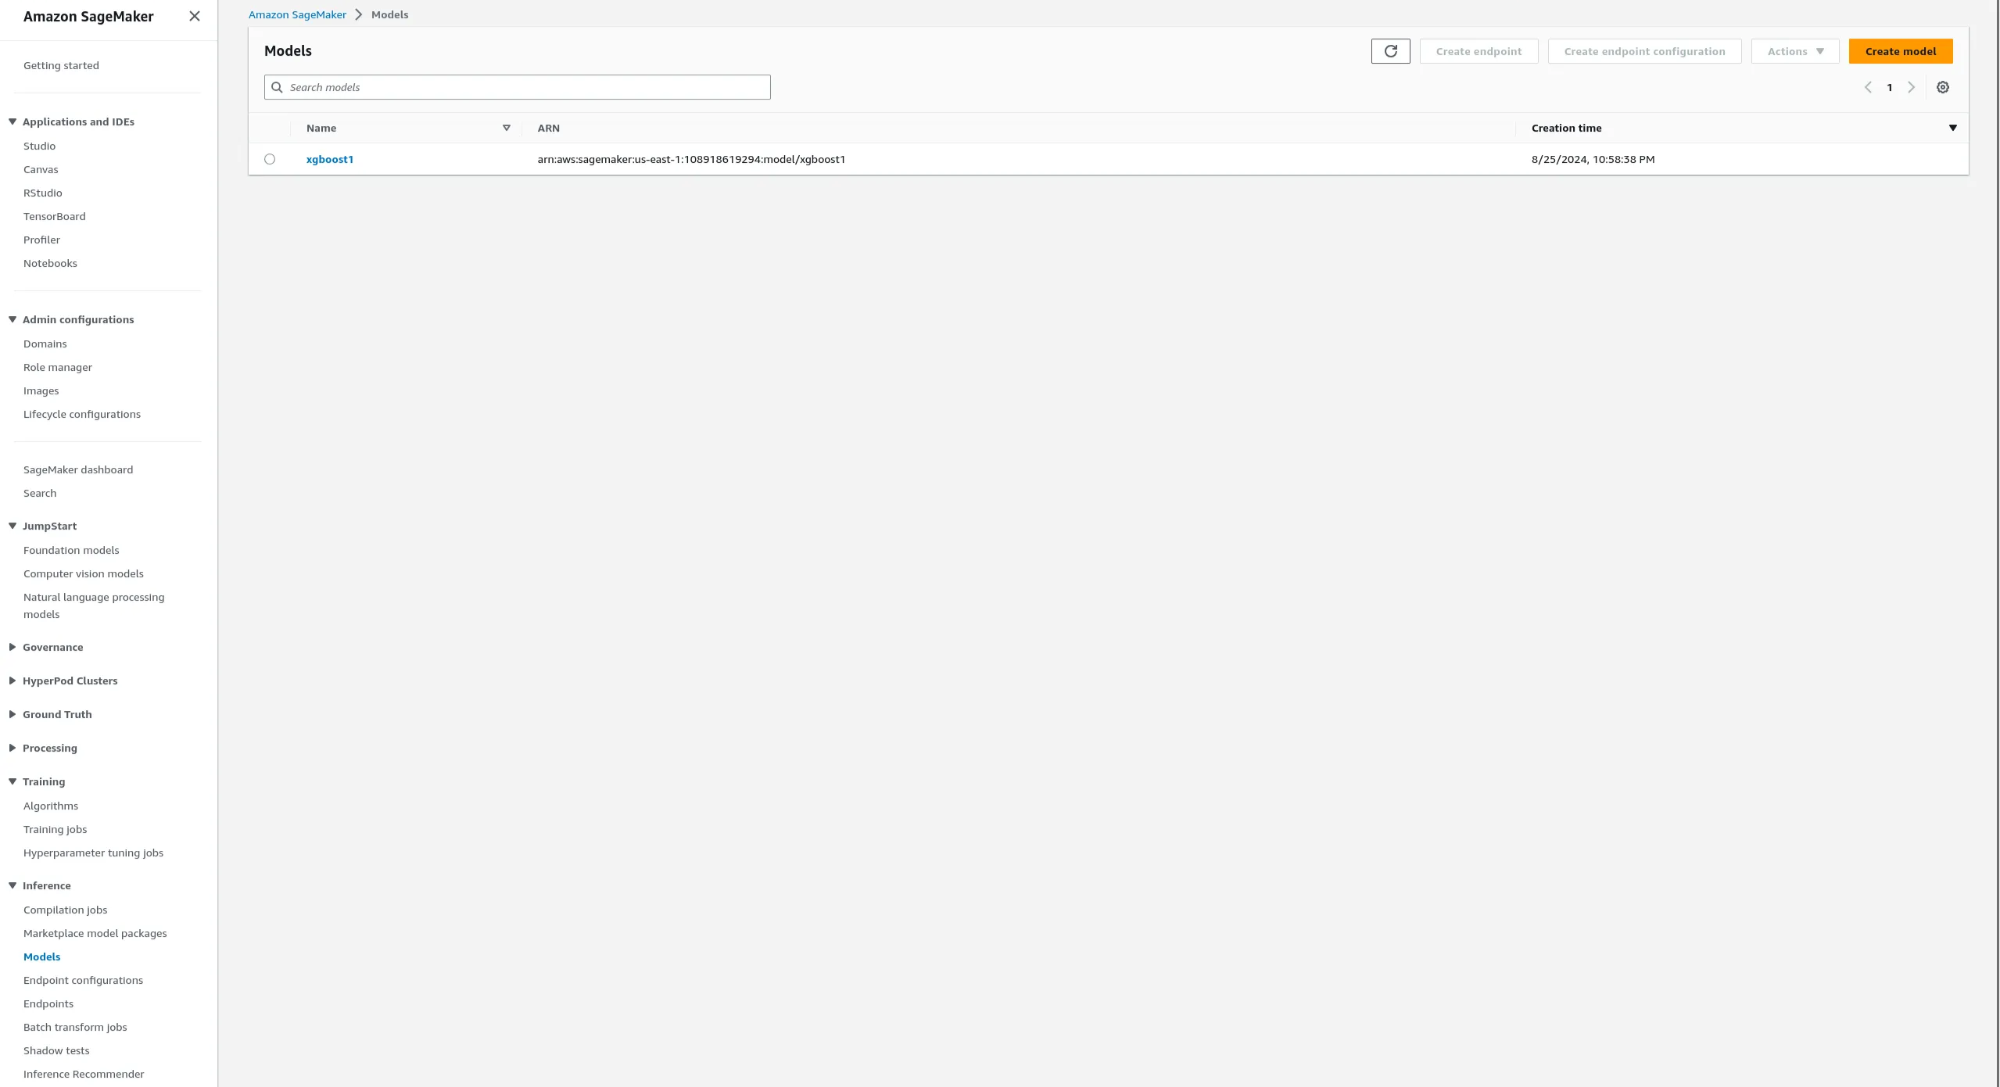 Amazon SageMaker
Getting started
Applications and IDEs
Studio
Canvas
RStudio
TensorBoard
Profiler
Notebooks
Admin configurations
Domains
Role manager
Images
Lifecycle configurations
SageMaker dashboard
Search
JumpStart
Foundation models
Computer vision models
Natural language processing
models
Governance
HyperPod Clusters
Ground Truth
Processing
Training
Algorithms
Training jobs
Hyperparameter tuning jobs
Inference
Compilation jobs
Marketplace model packages
Models
Endpoint configurations
Endpoints
Batch transform jobs
Shadow tests
Inference Recommender
Amazon SageMaker > Models
Models
Create endpoint
Create endpoint configuration
Actions
Create model
Search models
1
Name ARN Creation time
xgboost1 arn:aws:sagemaker:us-east-1:108918619294:model/xgboost1 8/25/2024, 10:58:38 PM